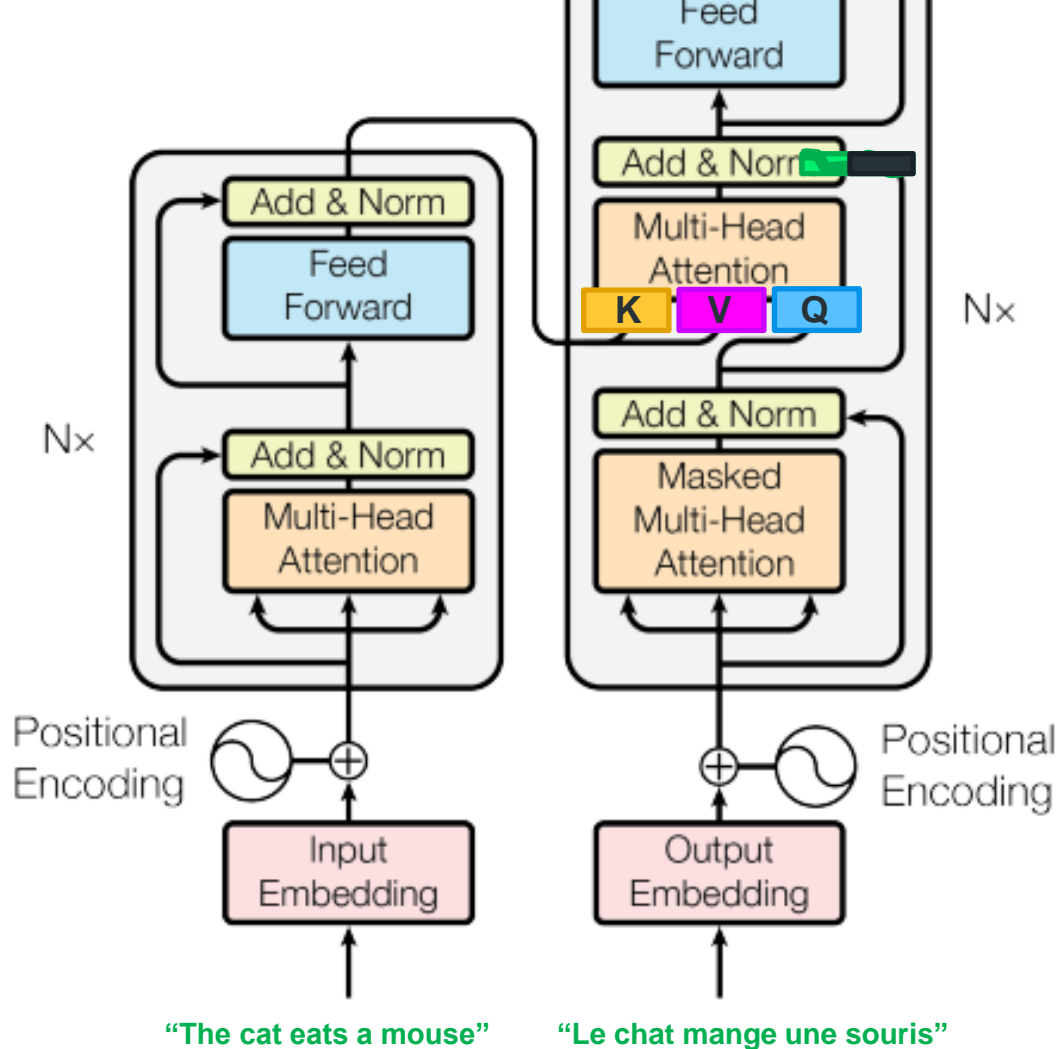 Add & Norm
Feed
Forward
Add & Norm
Multi-Head
Attention
Nx
Positional
Encoding
Input
Embedding
“The cat eats a mouse”
Feed
Forward
Add & Norm
Multi-Head
Attention
K V Q
Nx
Add & Norm
Masked
Multi-Head
Attention
Positional
Encoding
Output
Embedding
“Le chat mange une souris”